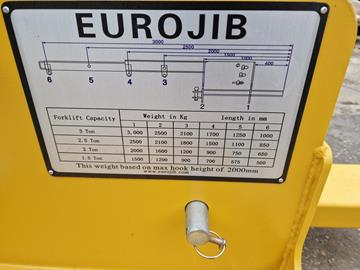 EUROJIB
3000
2500
2000
1500
1000
600
6 5 4 3
2 1
Forklift Capacity Weight in Kg length in mm
1 2 3 4 5 6
3 Ton 3,000 2500 2100 1700 1250 1000
2.5 Ton 2500 2100 1800 1500 1100 850
2 Ton 2000 1600 1200 900 750 650
1.5 Ton 1500 1200 900 700 575 500
This weight based on max hook height of 2000mm
www.eurojib.com